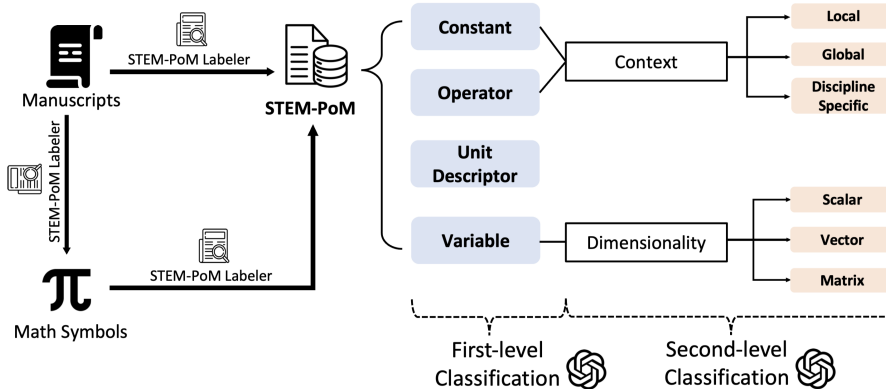 Manuscripts
STEM-PoM Labeler
STEM-PoM Labeler
Math Symbols
STEM-PoM Labeler
STEM-PoM
Constant
Operator
Unit
Descriptor
Variable
Context
Dimensionality
Local
Global
Discipline
Specific
Scalar
Vector
Matrix
First-level
Classification
Second-level
Classification